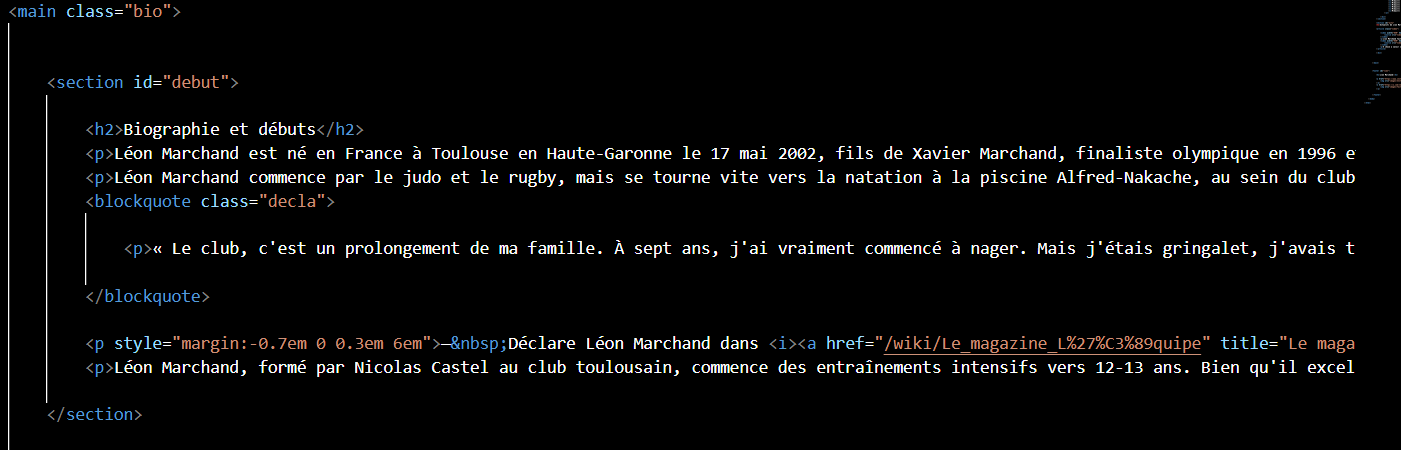 <main class="bio">
<section id="debut">
<h2>Biographie et débuts</h2>
<p>Léon Marchand est né en France à Toulouse en Haute-Garonne le 17 mai 2002, fils de Xavier Marchand, finaliste olympique en 1996 e
<p>Léon Marchand commence par le judo et le rugby, mais se tourne vite vers la natation à la piscine Alfred-Nakache, au sein du club
<blockquote class="decla">
<p>« Le club, c'est un prolongement de ma famille. À sept ans, j'ai vraiment commencé à nager. Mais j'étais gringalet, j'avais t
</blockquote>
<p style="margin:-0.7em 0 0.3em 6em">—&nbsp;Déclare Léon Marchand dans <i><a href="/wiki/Le_magazine_L%27%C3%89quipe" title="Le maga
<p>Léon Marchand, formé par Nicolas Castel au club toulousain, commence des entraînements intensifs vers 12-13 ans. Bien qu'il excel
</section>